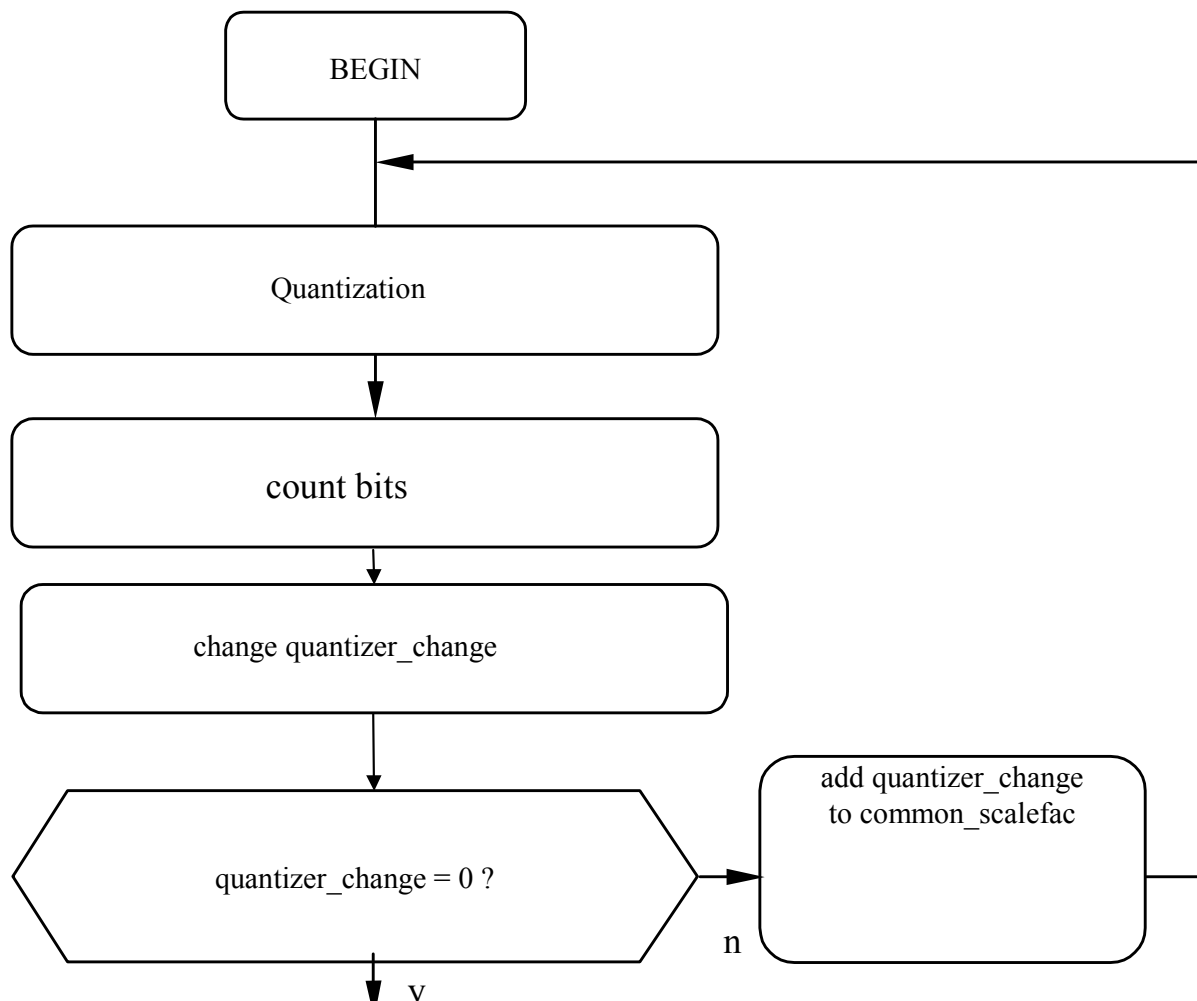 BEGIN
Quantization
count bits
change quantizer_change
add quantizer_change
to common_scalefac
quantizer_change = 0 ?
n
y